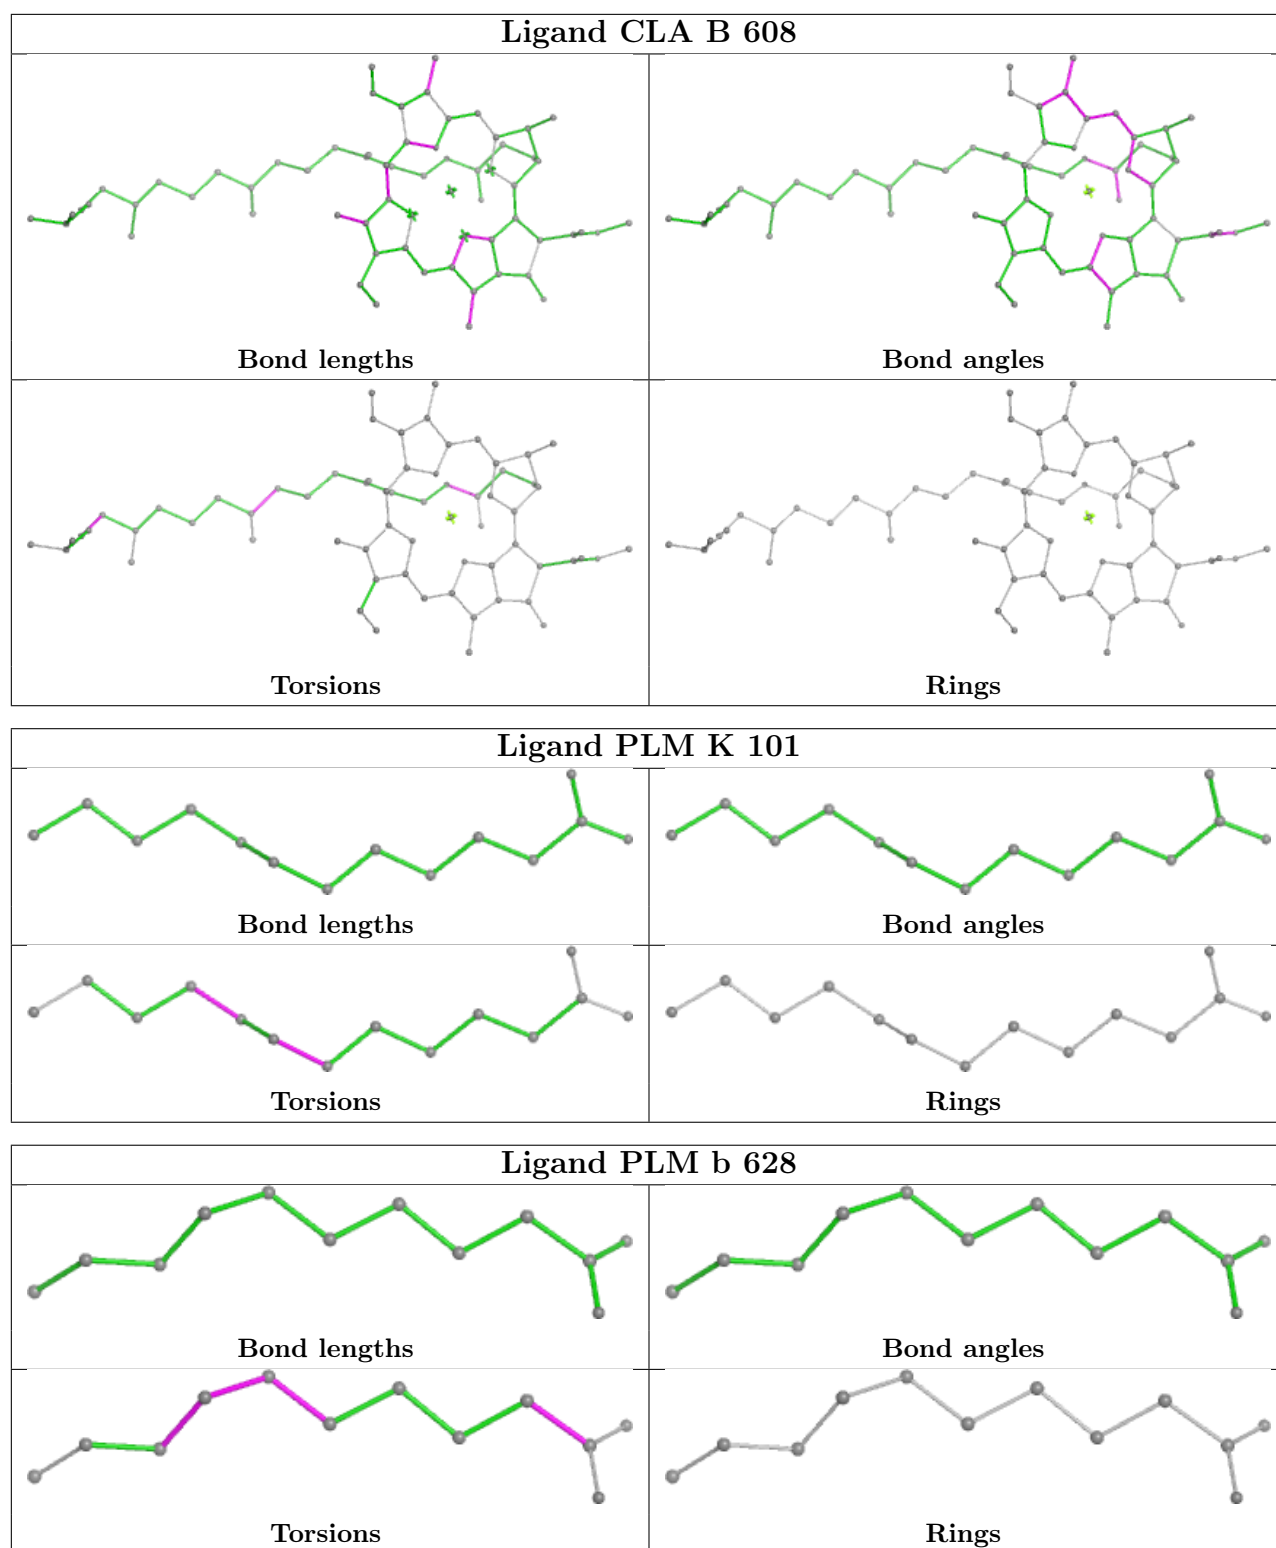 Ligand CLA B 608
Bond lengths
Bond angles
Torsions
Rings
Ligand PLM K 101
Bond lengths
Bond angles
Torsions
Rings
Ligand PLM b 628
Bond lengths
Bond angles
Torsions
Rings